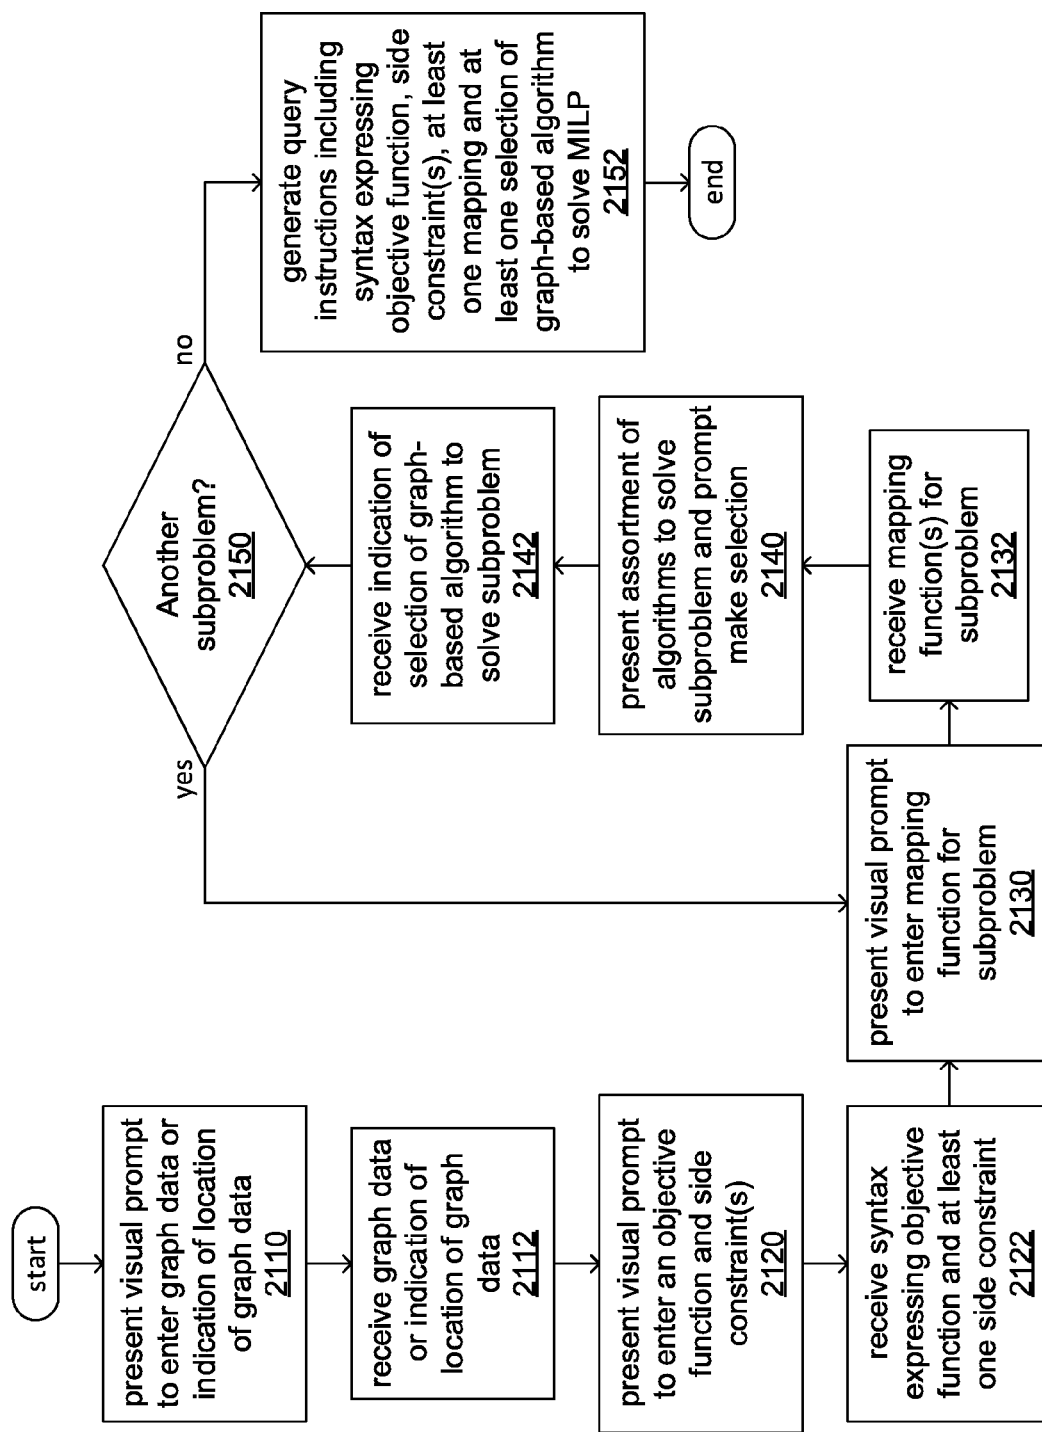 start
present visual prompt
to enter graph data or
indication of location
of graph data
2110
receive graph data
or indication of
location of graph
data
2112
present visual prompt
to enter an objective
function and side
constraint(s)
2120
receive syntax
expressing objective
function and at least
one side constraint
2122
present visual prompt
to enter mapping
function for
subproblem
2130
receive mapping
function(s) for
subproblem
2132
present assortment of
algorithms to solve
subproblem and prompt
make selection
2140
receive indication of
selection of graph-
based algorithm to
solve subproblem
2142
Another
subproblem?
2150
yes
no
generate query
instructions including
syntax expressing
objective function, side
constraint(s), at least
one mapping and at
least one selection of
graph-based algorithm
to solve MILP
2152
end